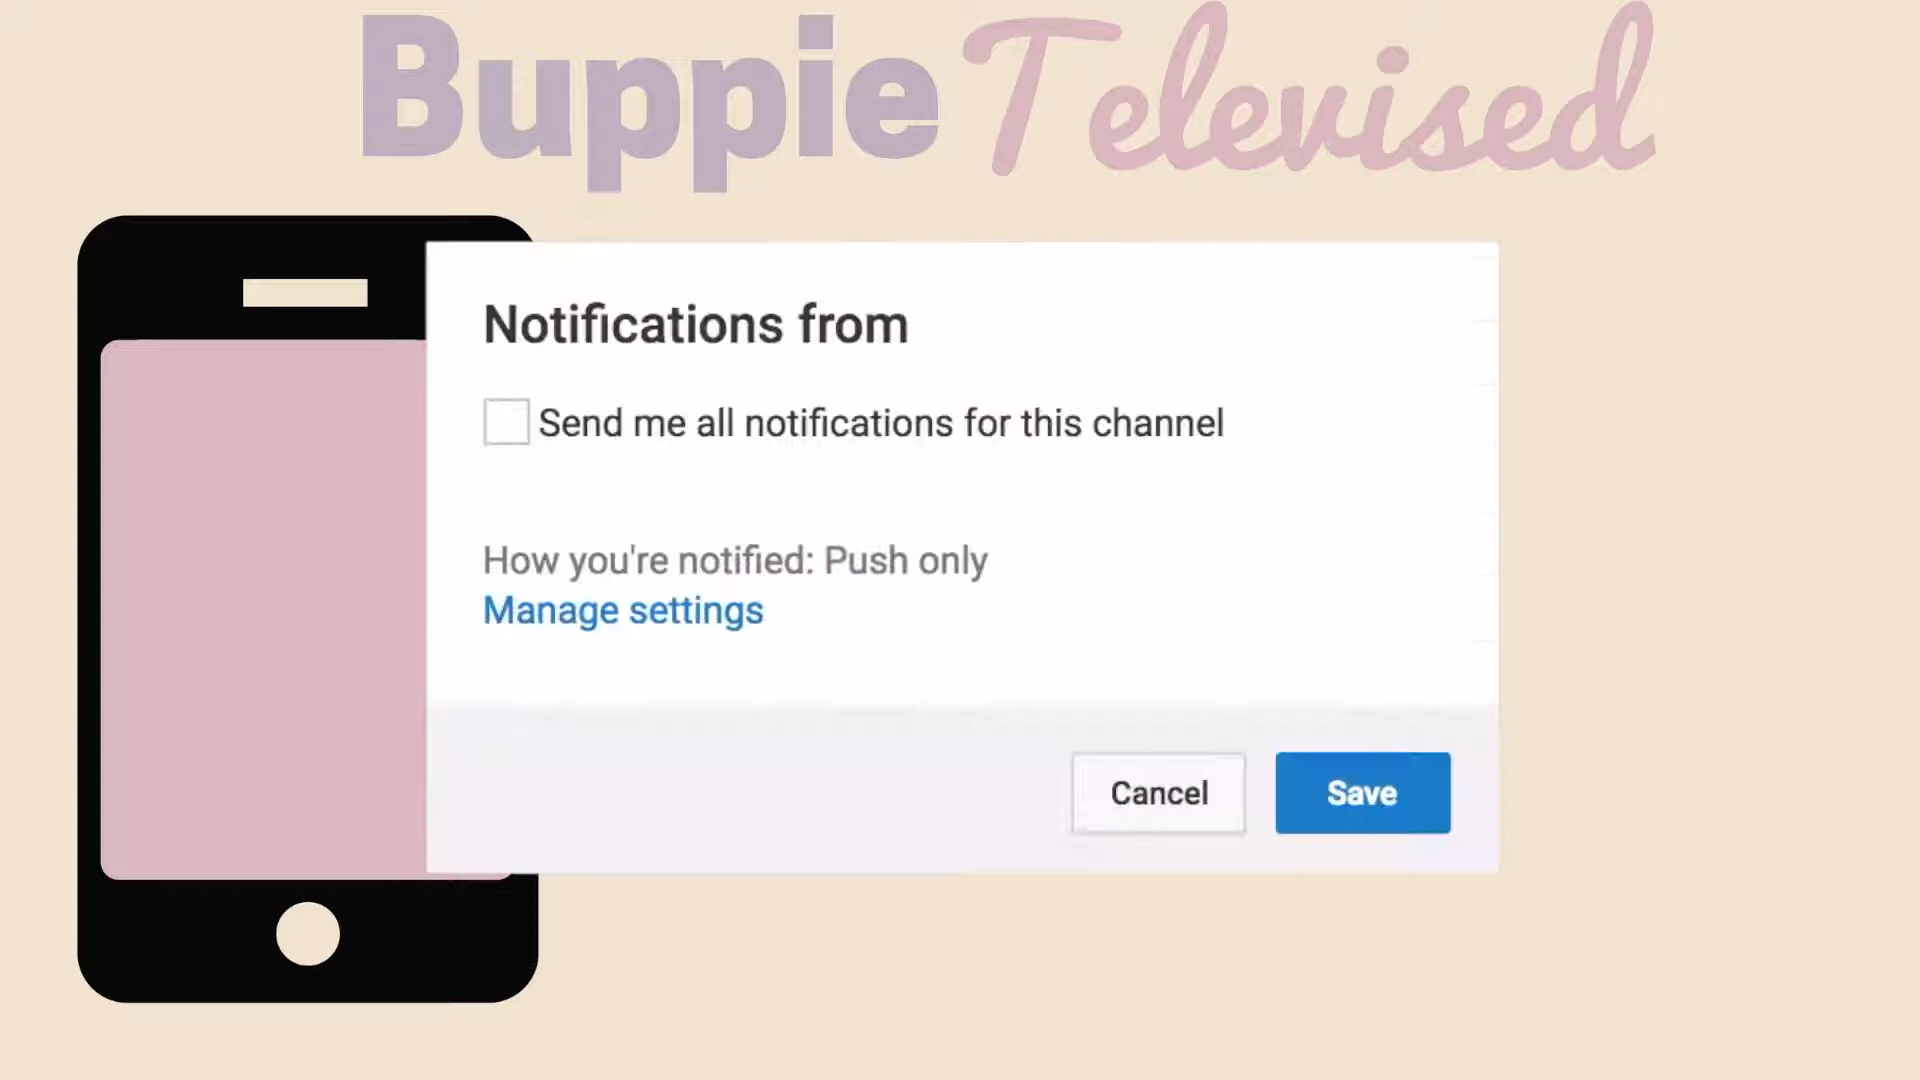 Buppie Televised
Notifications from
Send me all notifications for this channel
How you're notified: Push only
Manage settings
Cancel Save